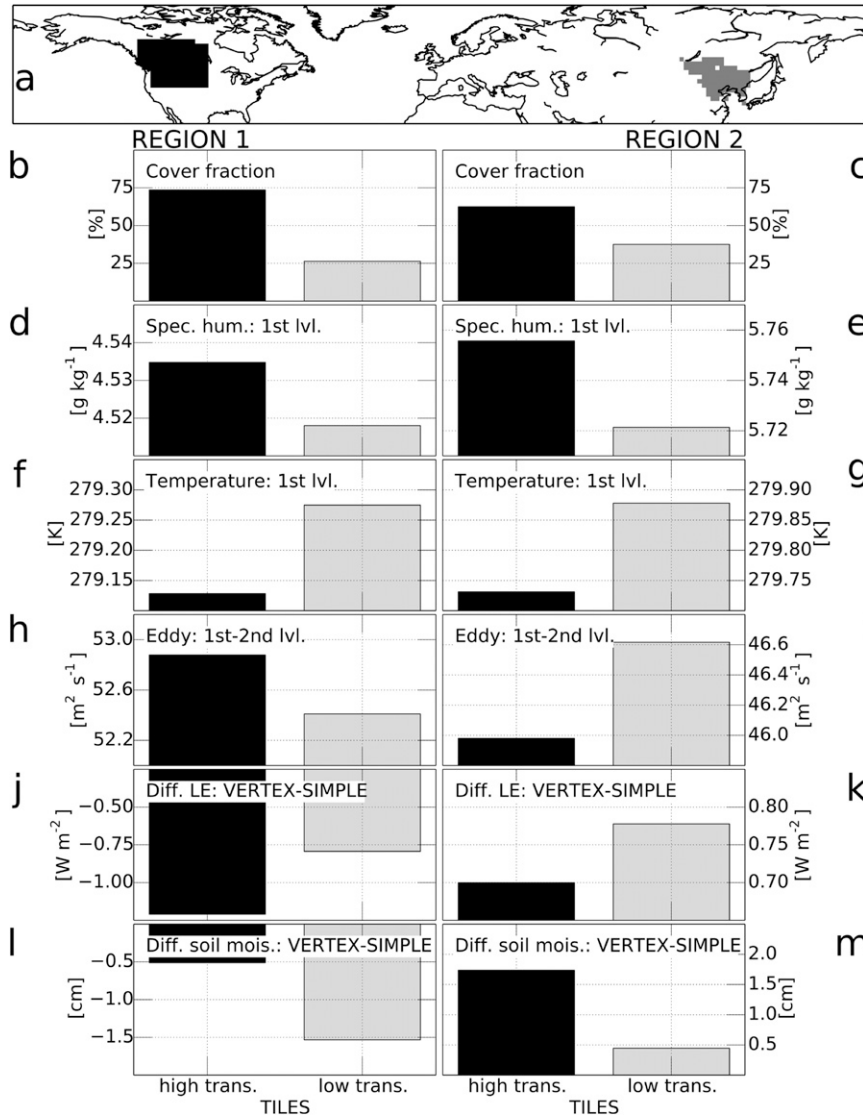 a
REGION 1
REGION 2
b
Cover fraction
[%]
75
50
25
Cover fraction
75
50
25
[%]
c
d
Spec. hum.: 1st lvl.
[g kg-1 ]
4.54
4.53
4.52
Spec. hum.: 1st lvl.
5.76
5.74
5.72
[g kg-1 ]
e
f
Temperature: 1st lvl.
[K]
279.30
279.25
279.20
279.15
Temperature: 1st lvl.
279.90
279.85
279.80
279.75
[K]
g
h
Eddy: 1st-2nd lvl.
[m2 s-1 ]
53.0
52.6
52.2
Eddy: 1st-2nd lvl.
46.6
46.4
46.2
46.0
[m2 s-1 ]
j
Diff. LE: VERTEX-SIMPLE
[W m-2 ]
−0.50
−0.75
−1.00
Diff. LE: VERTEX-SIMPLE
0.80
0.75
0.70
[W m-2 ]
k
l
Diff. soil mois.: VERTEX-SIMPLE
[cm]
−0.5
−1.0
−1.5
Diff. soil mois.: VERTEX-SIMPLE
2.0
1.5
1.0
0.5
[cm]
m
high trans.
low trans.
high trans.
low trans.
TILES
TILES